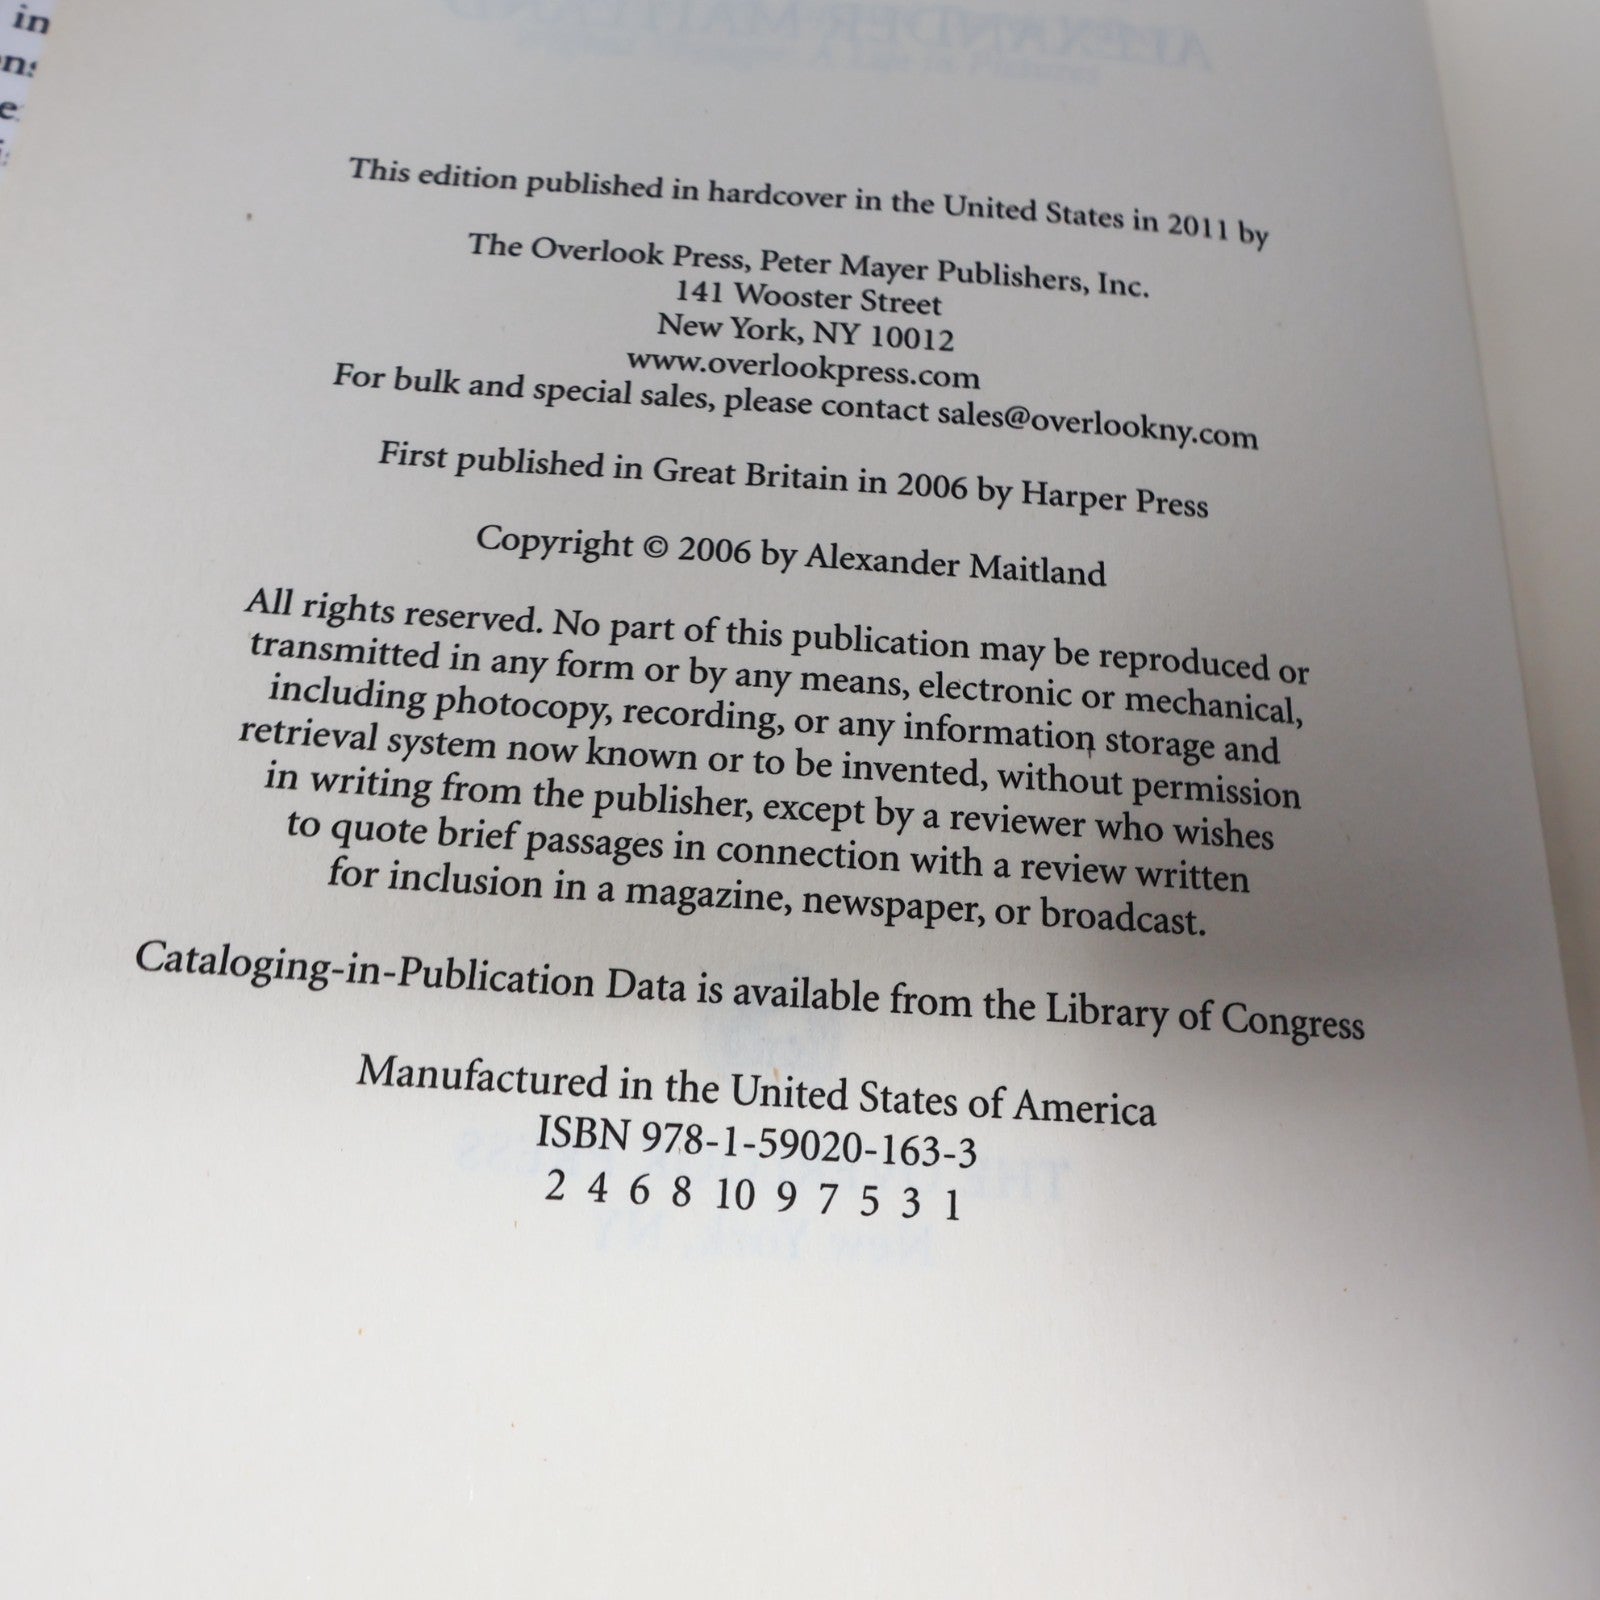 in
This edition published in hardcover in the United States in 2011 by
The Overlook Press, Peter Mayer Publishers, Inc.
141 Wooster Street
New York, NY 10012
www.overlookpress.com
For bulk and special sales, please contact sales@overlookny.com
First published in Great Britain in 2006 by Harper Press
Copyright © 2006 by Alexander Maitland
All rights reserved. No part of this publication may be reproduced or
transmitted in any form or by any means, electronic or mechanical,
including photocopy, recording, or any information storage and
retrieval system now known or to be invented, without permission
in writing from the publisher, except by a reviewer who wishes
to quote brief passages in connection with a review written
for inclusion in a magazine, newspaper, or broadcast.
Cataloging-in-Publication Data is available from the Library of Congress
Manufactured in the United States of America
ISBN 978-1-59020-163-3
2 4 6 8 10 9 7 5 3 1